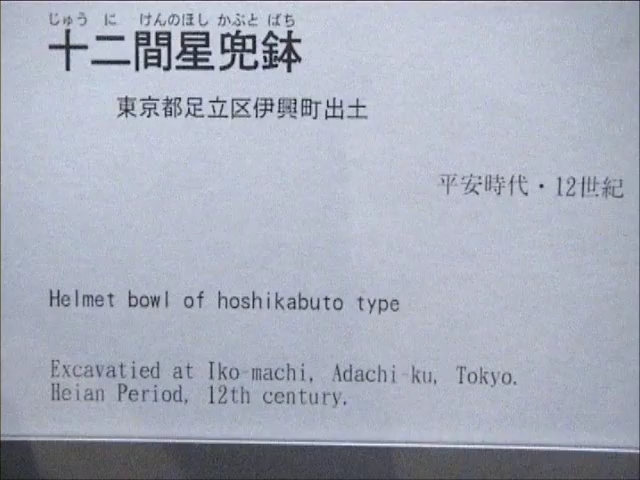 じゅう に けんのほし かぶと ばち
十二間星兜鉢
東京都足立区伊興町出土
平安時代・12世紀
Helmet bowl of hoshikabuto type
Excavatied at Iko-machi, Adachi-ku, Tokyo.
Heian Period, 12th century.